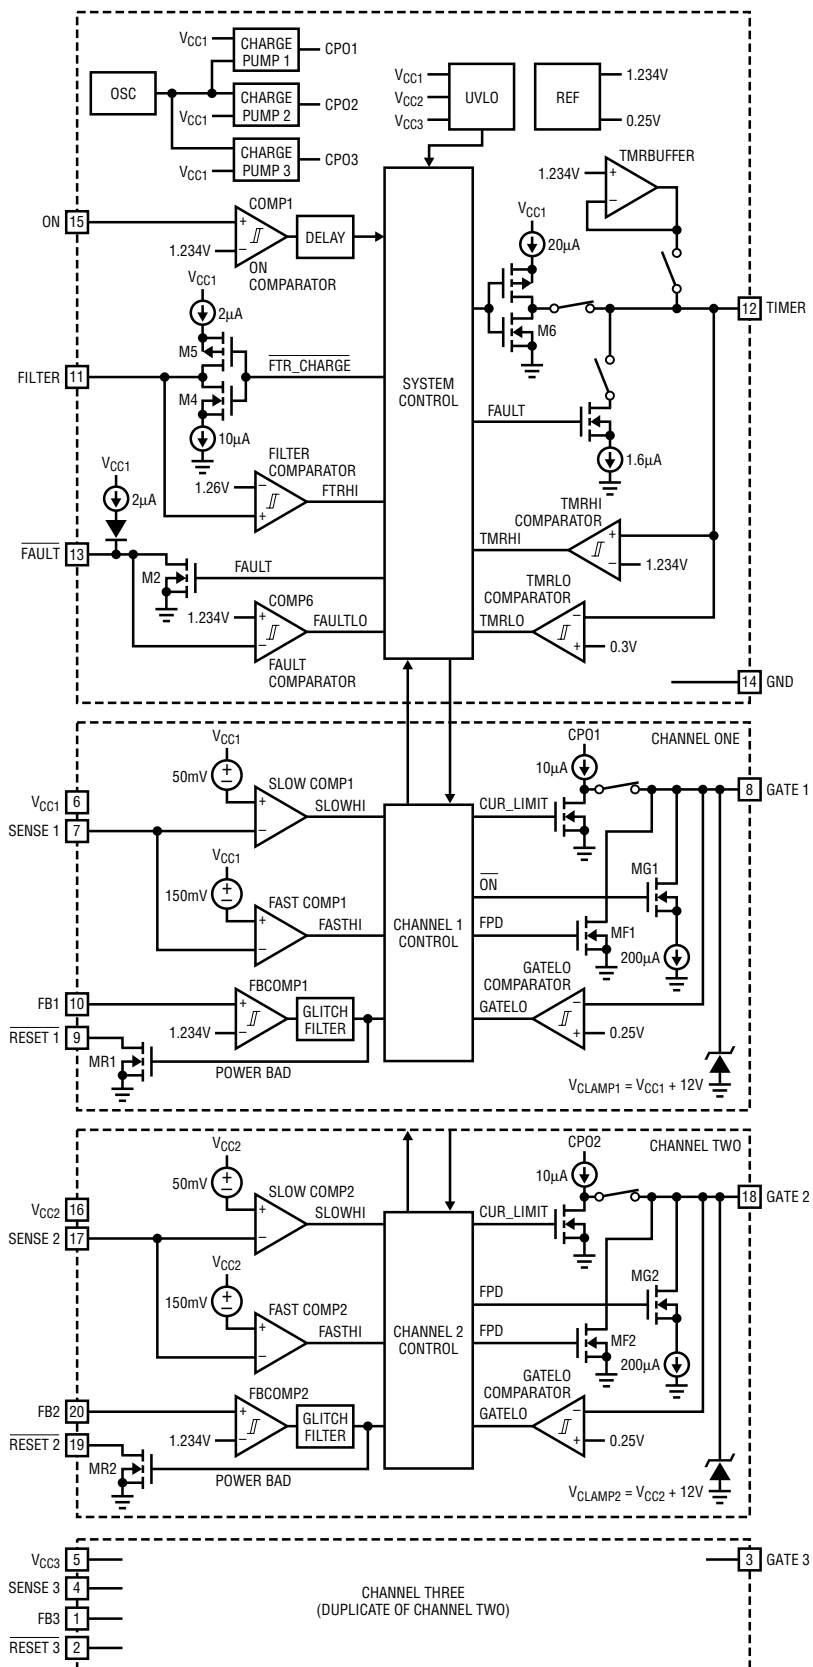 VCC1
CHARGE
PUMP 1
CPO1
OSC
CHARGE
PUMP 2
CPO2
VCC1
CHARGE
PUMP 3
CPO3
VCC1
VCC1
VCC2
VCC3
UVLO
REF
1.234V
0.25V
TMRBUFFER
1.234V
+
–
ON 15
COMP1
+
–
1.234V
ON
COMPARATOR
DELAY
VCC1
20µA
M6
12 TIMER
VCC1
2µA
M5
FILTER 11
FTR_CHARGE
M4
10µA
SYSTEM
CONTROL
FAULT
1.6µA
FILTER
COMPARATOR
1.26V
–
+
FTRHI
VCC1
2µA
FAULT 13
M2
FAULT
TMRHI
COMPARATOR
TMRHI
+
–
1.234V
COMP6
1.234V
+
–
FAULTLO
FAULT
COMPARATOR
TMRLO
COMPARATOR
TMRLO
–
+
0.3V
14 GND
CHANNEL ONE
VCC1
50mV
+
–
SLOW COMP1
+
–
SLOWHI
VCC1 6
SENSE 1 7
VCC1
150mV
+
–
FAST COMP1
+
–
FASTHI
CHANNEL 1
CONTROL
CPO1
10µA
CUR_LIMIT
8 GATE 1
ON
MG1
FPD
MF1
200µA
GATELO
COMPARATOR
GATELO
–
+
0.25V
FB1 10
FBCOMP1
+
–
1.234V
GLITCH
FILTER
RESET 1 9
MR1
POWER BAD
VCLAMP1 = VCC1 + 12V
CHANNEL TWO
VCC2
50mV
+
–
SLOW COMP2
+
–
SLOWHI
VCC2 16
SENSE 2 17
VCC2
150mV
+
–
FAST COMP2
+
–
FASTHI
CHANNEL 2
CONTROL
CPO2
10µA
CUR_LIMIT
18 GATE 2
FPD
MG2
FPD
MF2
200µA
GATELO
COMPARATOR
GATELO
–
+
0.25V
FB2 20
FBCOMP2
+
–
1.234V
GLITCH
FILTER
RESET 2 19
MR2
POWER BAD
VCLAMP2 = VCC2 + 12V
VCC3 5
3 GATE 3
SENSE 3 4
CHANNEL THREE
(DUPLICATE OF CHANNEL TWO)
FB3 1
RESET 3 2